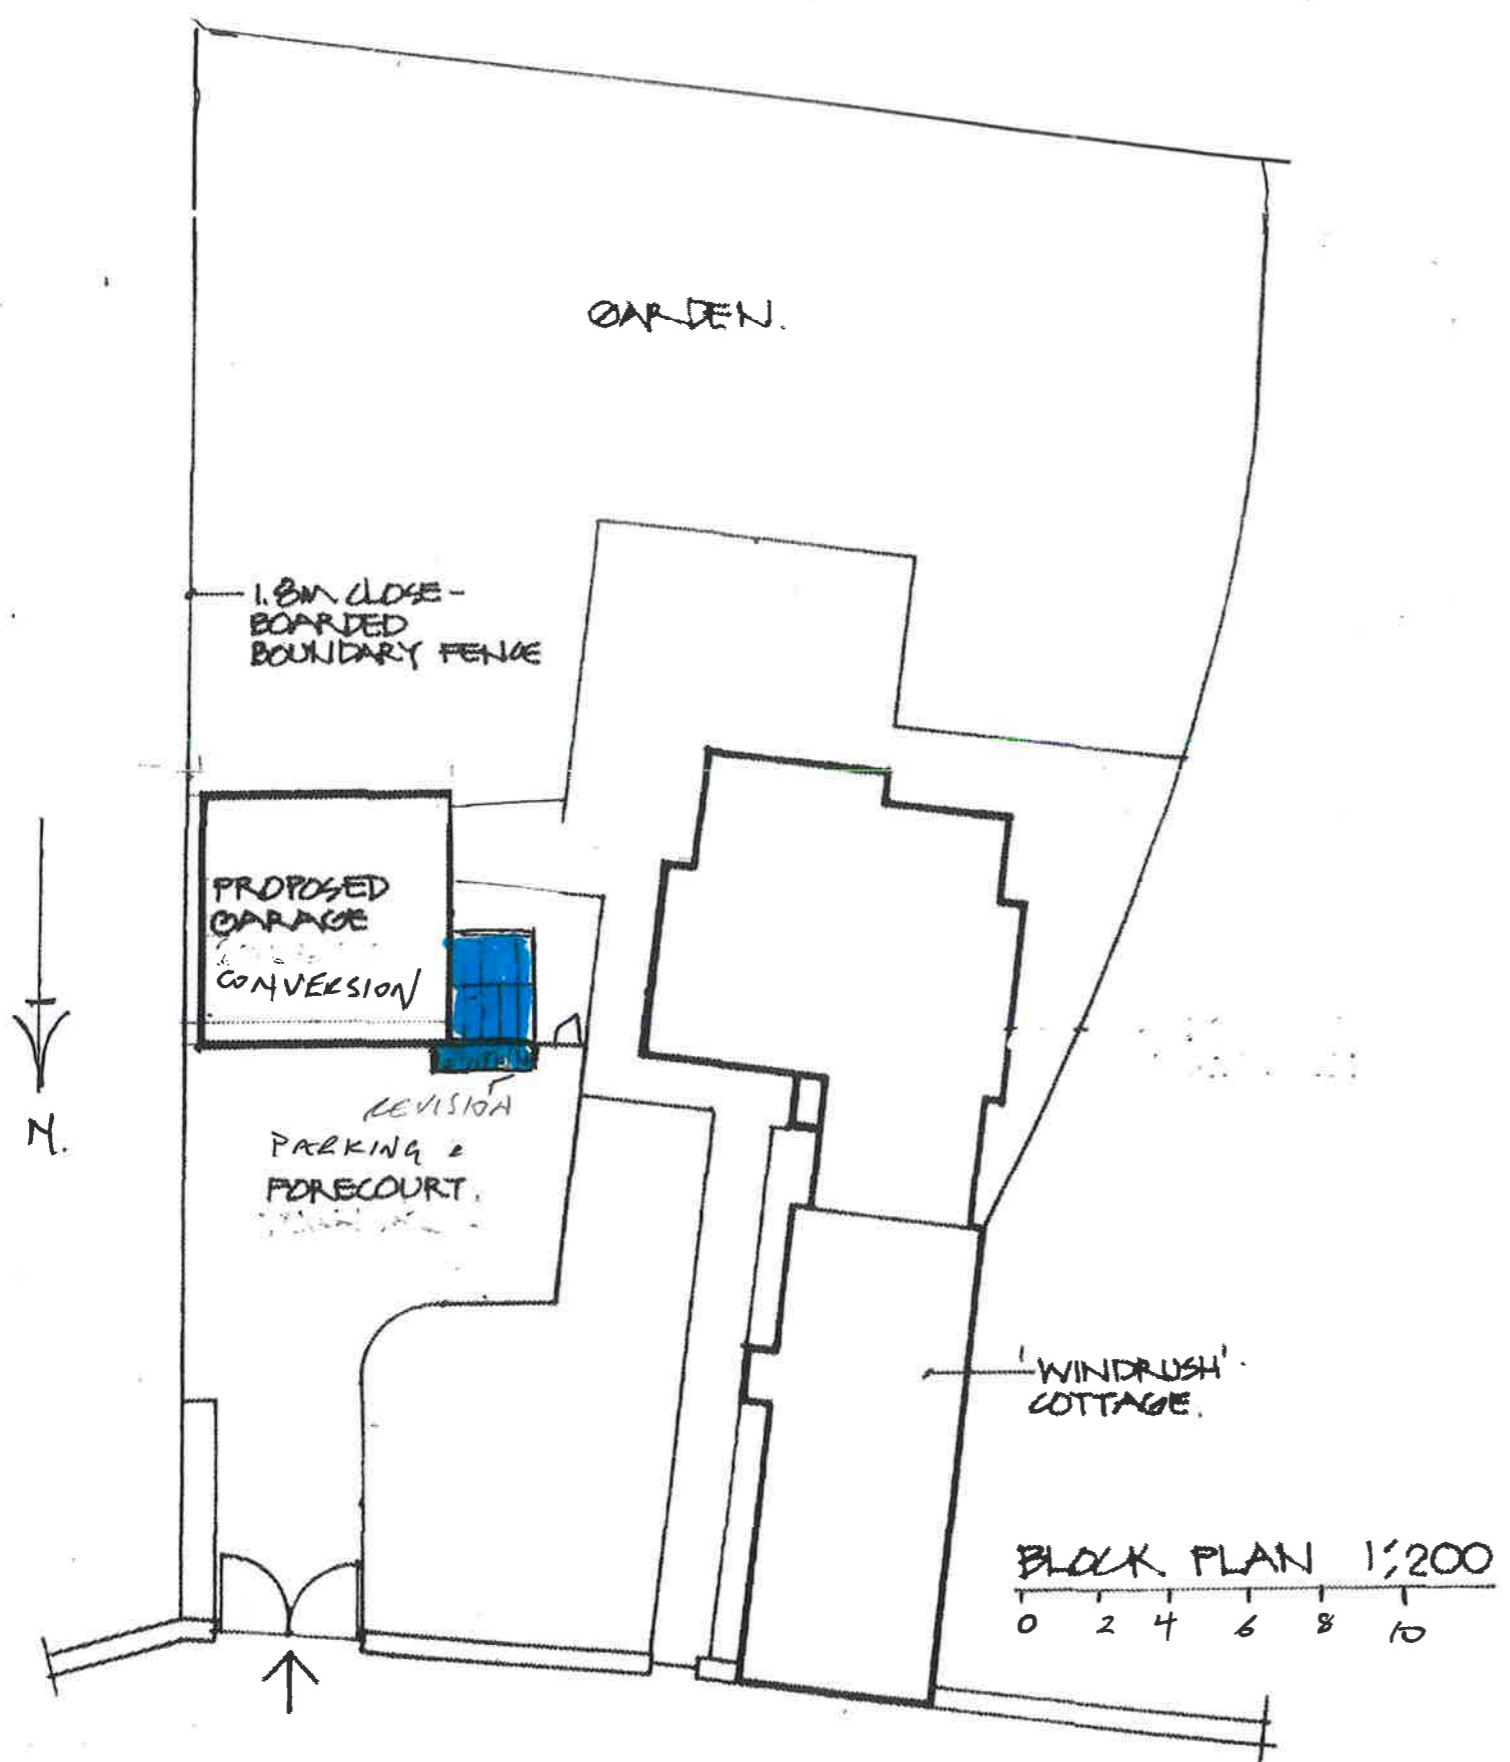 GARDEN.
1.8M CLOSE-
BOARDED
BOUNDARY FENCE
PROPOSED
GARAGE
CONVERSION
REVISION
PARKING &
FORECOURT.
N.
'WINDRUSH'
COTTAGE.
BLOCK PLAN 1:200
0 2 4 6 8 10